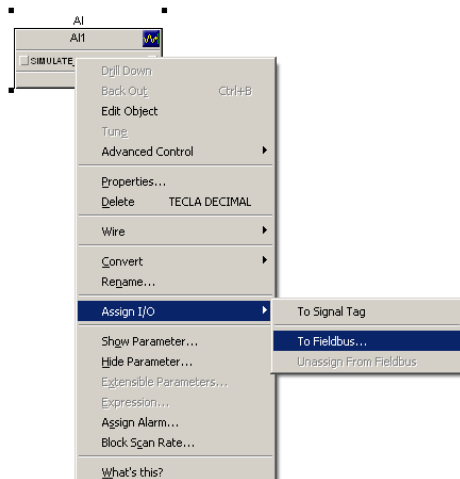 AI
AI1
SIMULATE_
Drill Down
Back Out Ctrl+B
Edit Object
Tune
Advanced Control
Properties...
Delete TECLA DECIMAL
Wire
Convert
Rename...
Assign I/O
To Signal Tag
To Fieldbus...
Unassign From Fieldbus
Show Parameter...
Hide Parameter...
Extensible Parameters...
Expression...
Assign Alarm...
Block Scan Rate...
What's this?